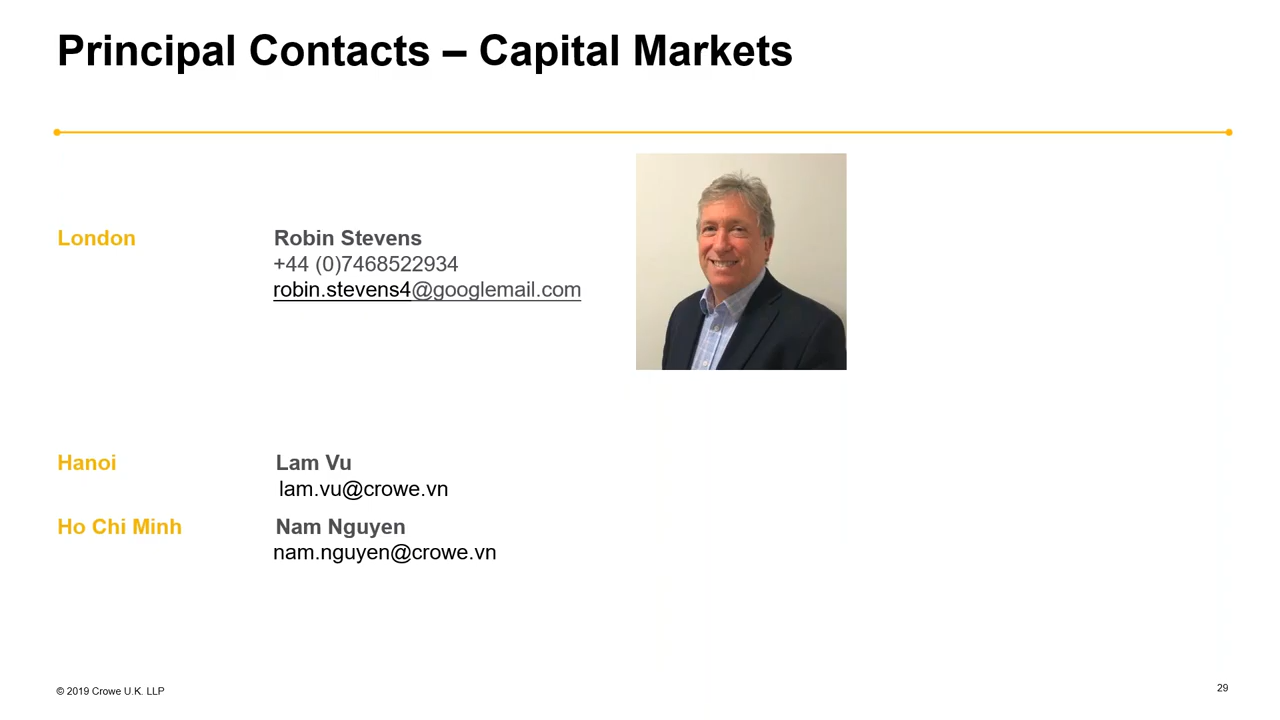 Principal Contacts – Capital Markets
London
Robin Stevens
+44 (0)7468522934
robin.stevens4@googlemail.com
Hanoi
Lam Vu
lam.vu@crowe.vn
Ho Chi Minh
Nam Nguyen
nam.nguyen@crowe.vn
© 2019 Crowe U.K. LLP
29